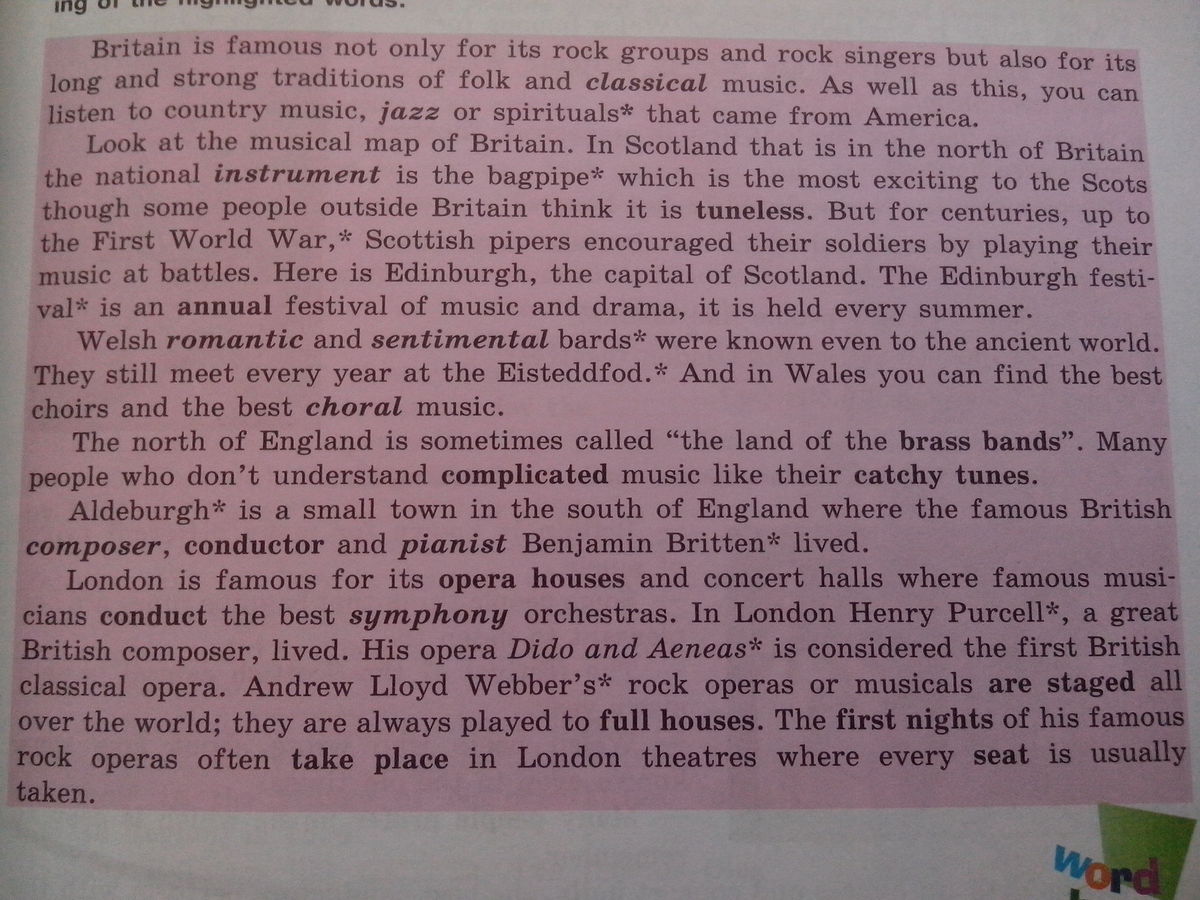 ing of the highlighted words.
Britain is famous not only for its rock groups and rock singers but also for its
long and strong traditions of folk and classical music. As well as this, you can
listen to country music, jazz or spirituals* that came from America.
Look at the musical map of Britain. In Scotland that is in the north of Britain
the national instrument is the bagpipe* which is the most exciting to the Scots
though some people outside Britain think it is tuneless. But for centuries, up to
the First World War,* Scottish pipers encouraged their soldiers by playing their
music at battles. Here is Edinburgh, the capital of Scotland. The Edinburgh festi-
val* is an annual festival of music and drama, it is held every summer.
Welsh romantic and sentimental bards* were known even to the ancient world.
They still meet every year at the Eisteddfod.* And in Wales you can find the best
choirs and the best choral music.
The north of England is sometimes called “the land of the brass bands”. Many
people who don’t understand complicated music like their catchy tunes.
Aldeburgh* is a small town in the south of England where the famous British
composer, conductor and pianist Benjamin Britten* lived.
London is famous for its opera houses and concert halls where famous musi-
cians conduct the best symphony orchestras. In London Henry Purcell*, a great
British composer, lived. His opera Dido and Aeneas* is considered the first British
classical opera. Andrew Lloyd Webber’s* rock operas or musicals are staged all
over the world; they are always played to full houses. The first nights of his famous
rock operas often take place in London theatres where every seat is usually
taken.
word